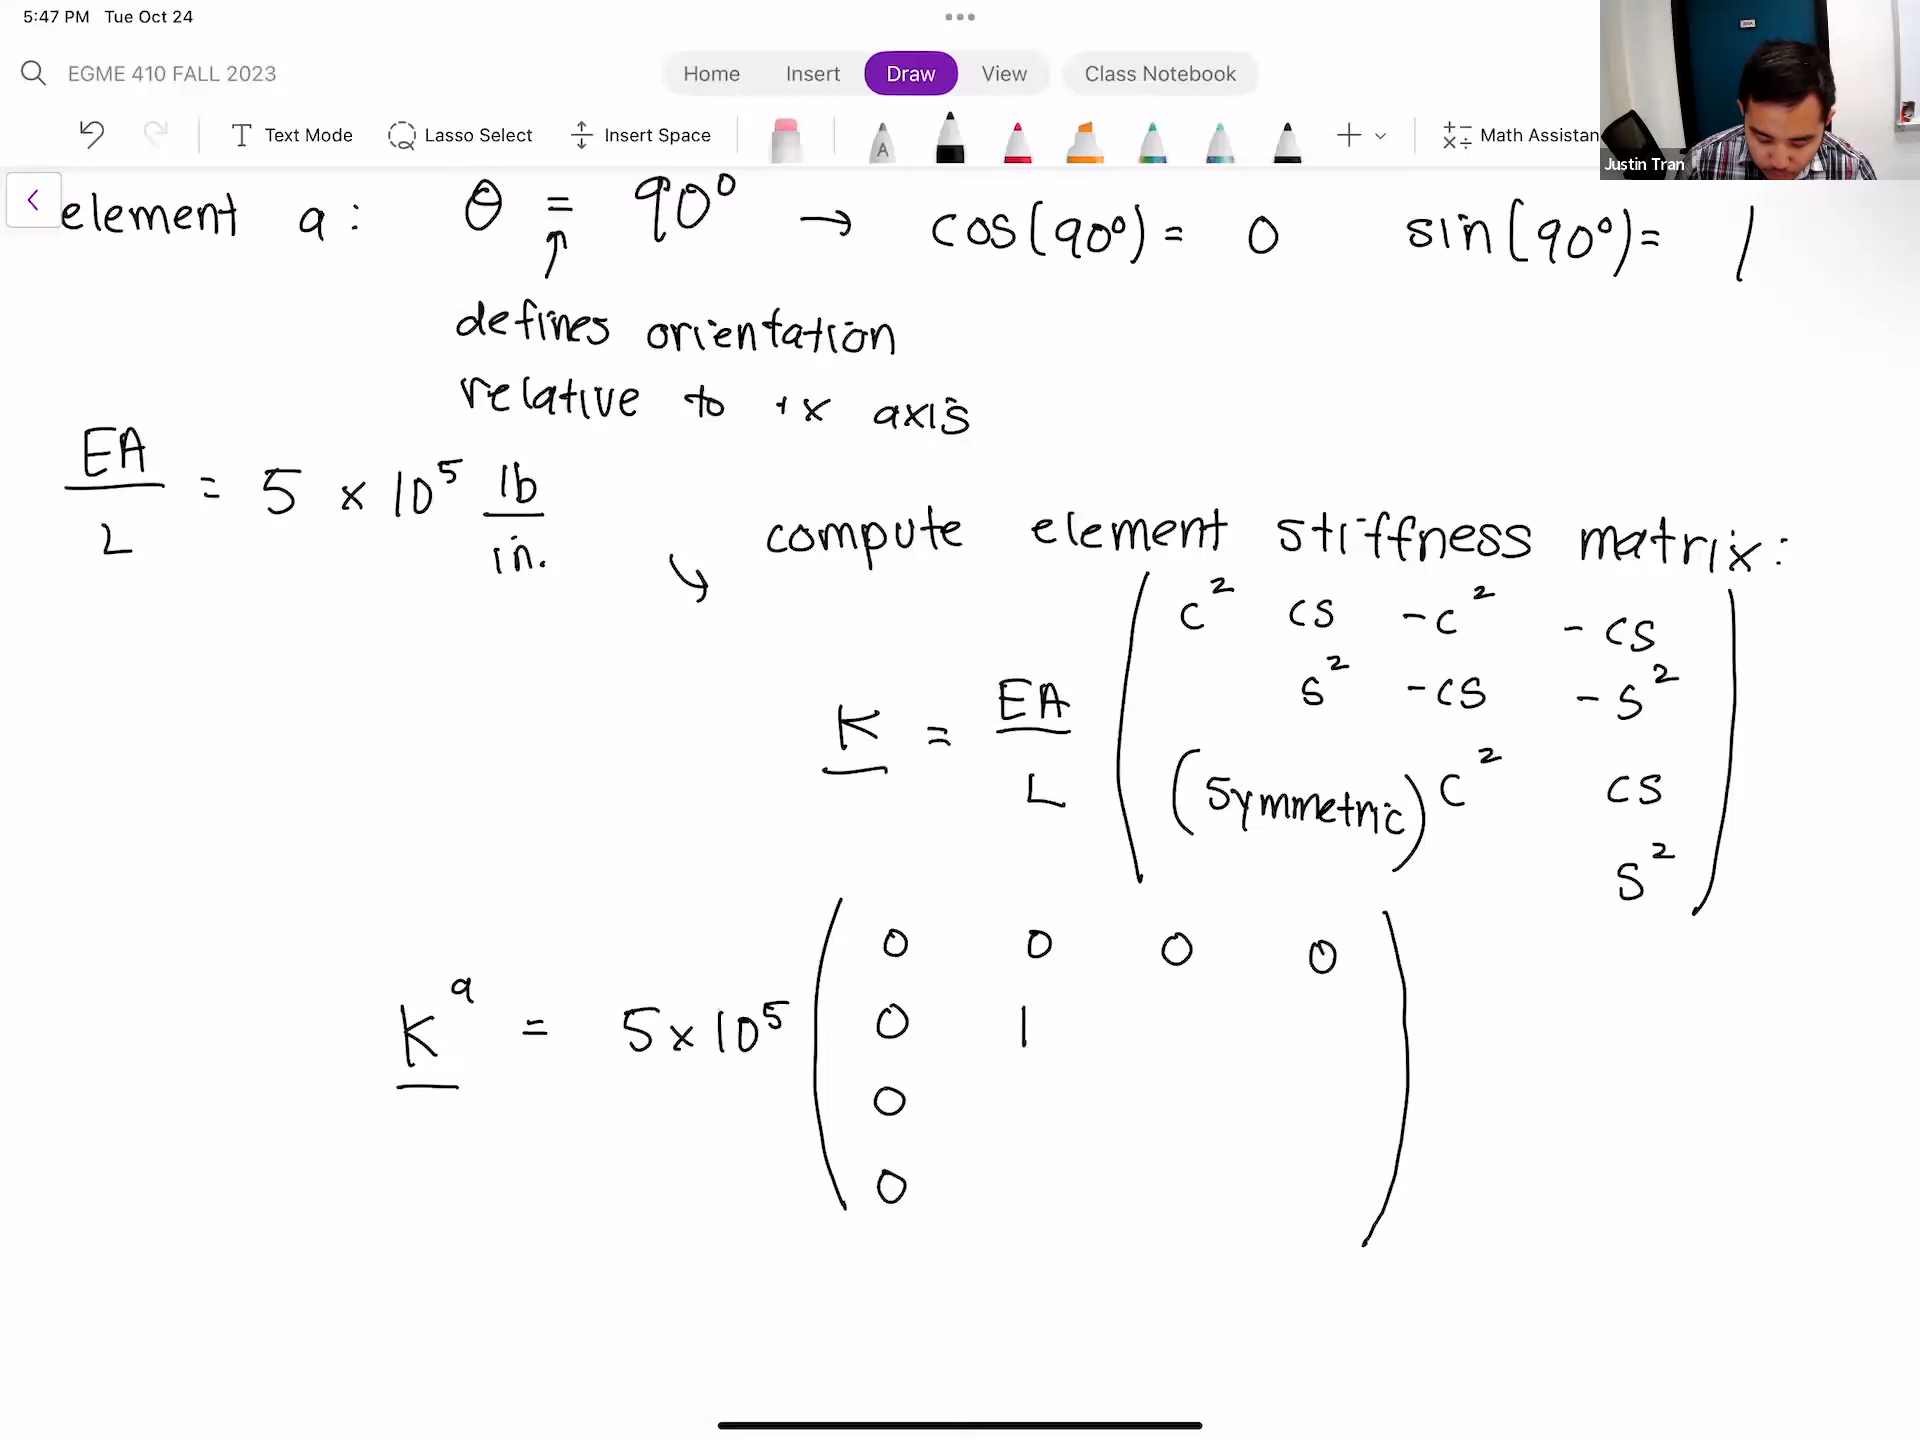 5:47 PM Tue Oct 24
EGME 410 FALL 2023
Home Insert Draw View Class Notebook
Text Mode Lasso Select Insert Space
A
Math Assistan
Justin Tran
element a: θ = 90° → cos(90°) = 0 sin(90°) = 1
↑
defines orientation
relative to +x axis
EA/L = 5 × 10⁵ lb/in.
↘ compute element stiffness matrix:
K = EA/L
c² cs -c² -cs
s² -cs -s²
(symmetric) c² cs
s²
Kᵃ = 5×10⁵
0 0 0 0
0 1
0
0